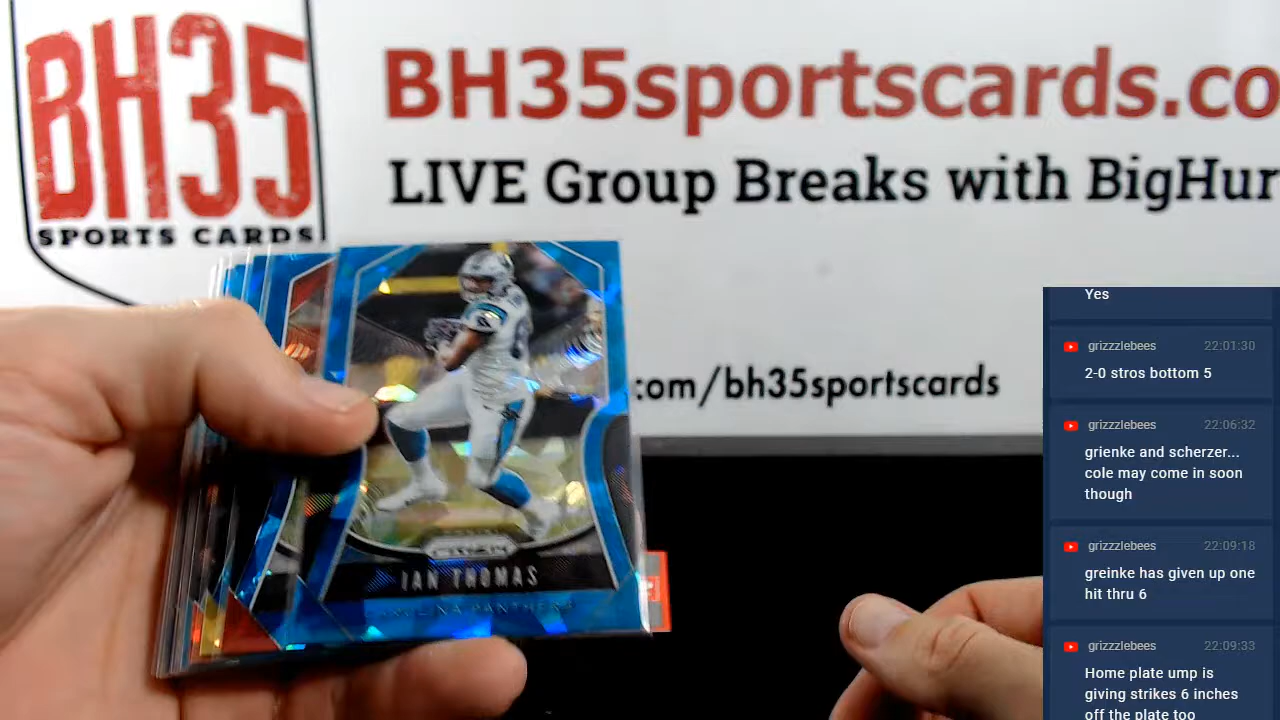 BH35
SPORTS CARDS
BH35sportscards.co
LIVE Group Breaks with BigHur
.com/bh35sportscards
PRIZM
IAN THOMAS
CAROLINA PANTHERS
Yes
grizzzlebees 22:01:30
2-0 stros bottom 5
grizzzlebees 22:06:32
grienke and scherzer...
cole may come in soon
though
grizzzlebees 22:09:18
greinke has given up one
hit thru 6
grizzzlebees 22:09:33
Home plate ump is
giving strikes 6 inches
off the plate too